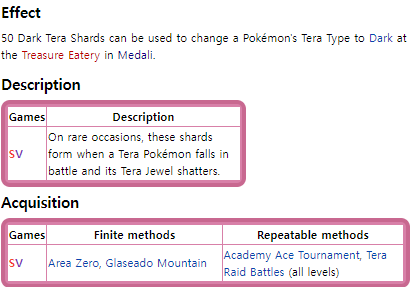 Effect
50 Dark Tera Shards can be used to change a Pokémon's Tera Type to Dark at
the Treasure Eatery in Medali.
Description
Games Description
SV On rare occasions, these shards
form when a Tera Pokémon falls in
battle and its Tera Jewel shatters.
Acquisition
Games Finite methods Repeatable methods
SV Area Zero, Glaseado Mountain Academy Ace Tournament, Tera
Raid Battles (all levels)